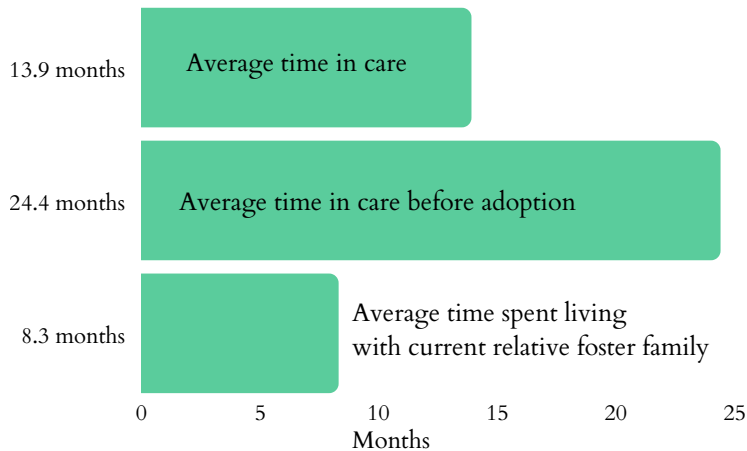 13.9 months
Average time in care
24.4 months
Average time in care before adoption
8.3 months
Average time spent living
with current relative foster family
0 5 10 15 20 25
Months